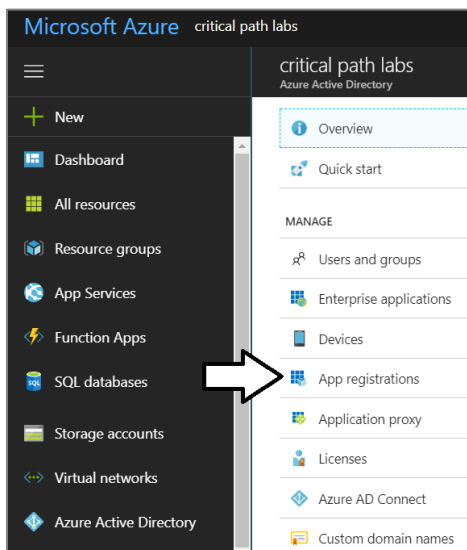 Microsoft Azure critical path labs
critical path labs
Azure Active Directory
New
Dashboard
All resources
Resource groups
App Services
Function Apps
SQL databases
Storage accounts
Virtual networks
Azure Active Directory
Overview
Quick start
MANAGE
Users and groups
Enterprise applications
Devices
App registrations
Application proxy
Licenses
Azure AD Connect
Custom domain names